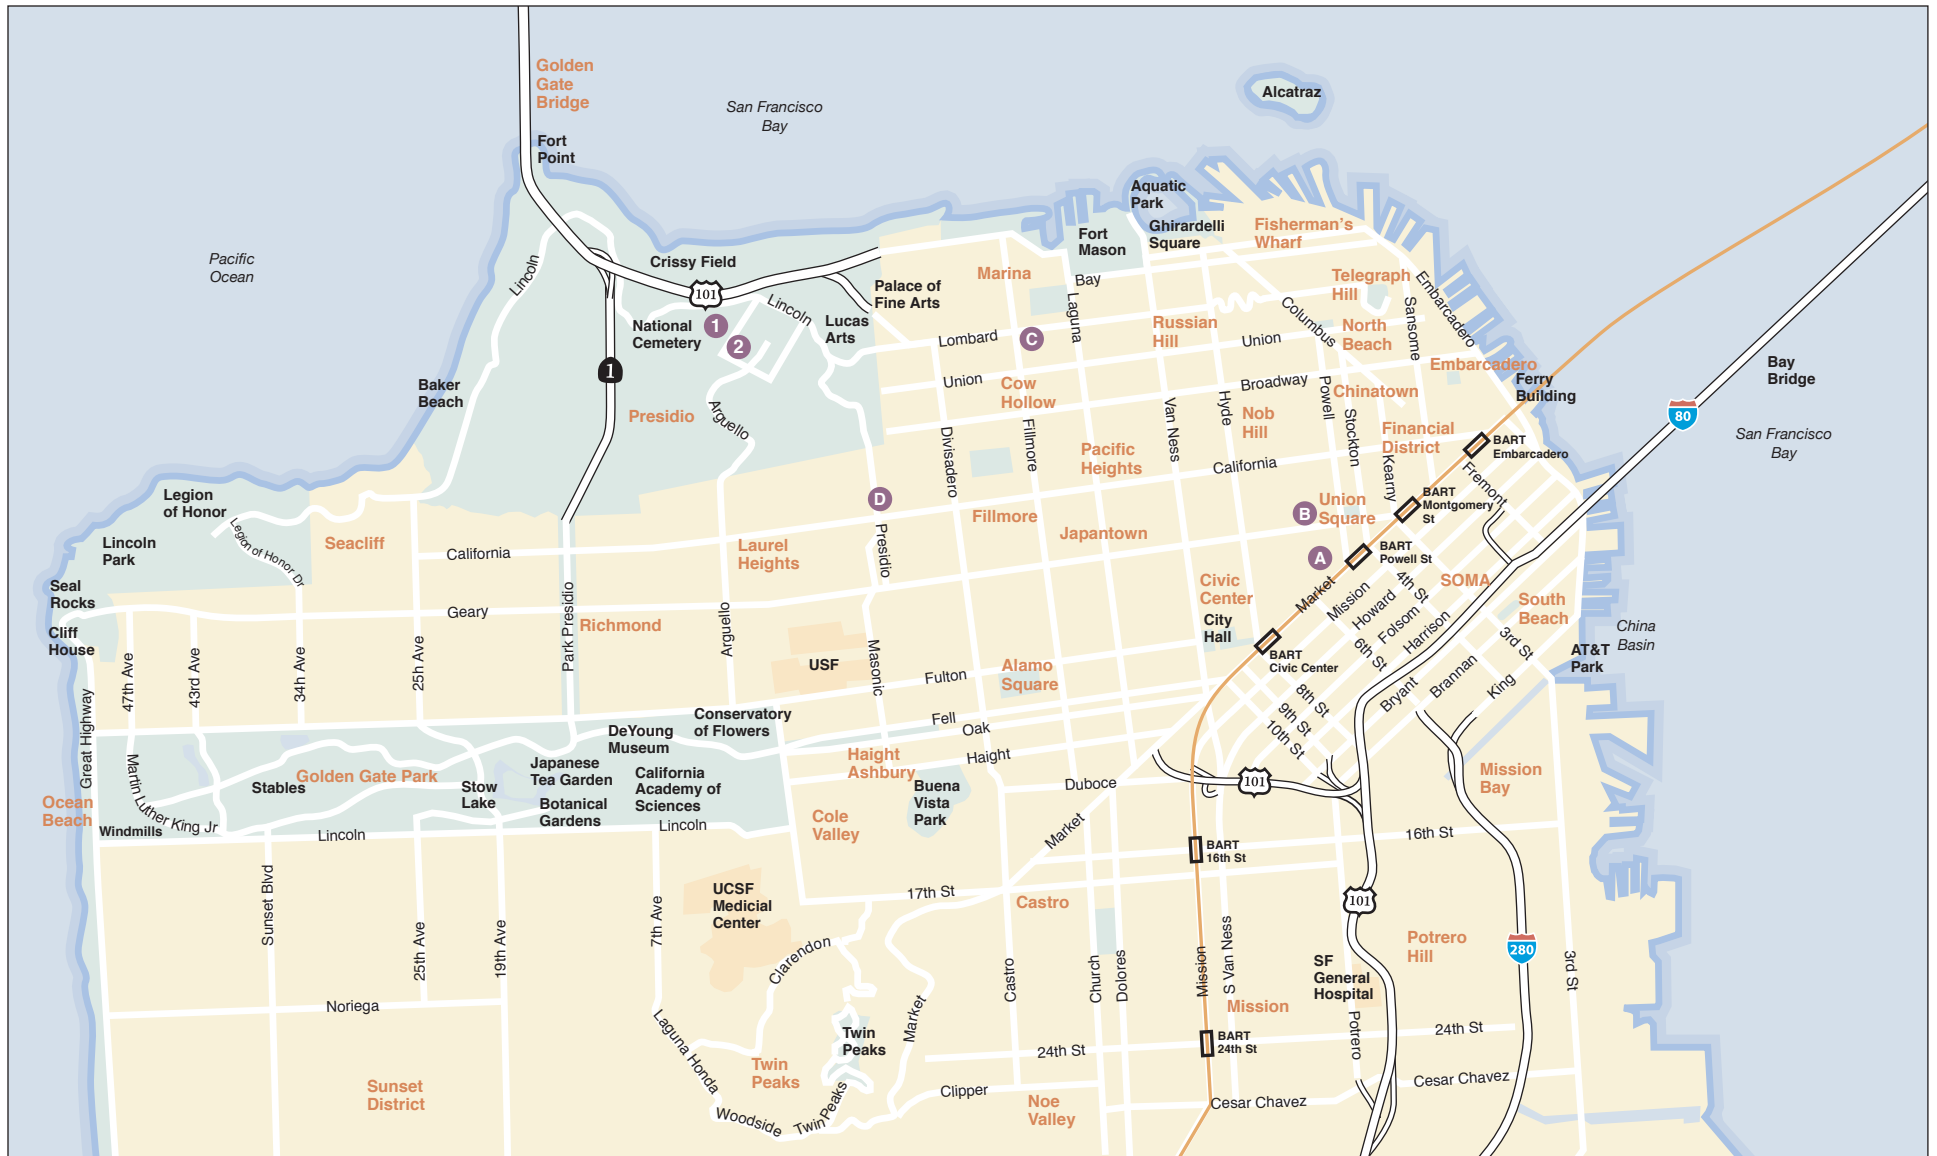 Golden
Gate
Bridge
San Francisco
Bay
Alcatraz
Fort
Point
Pacific
Ocean
Aquatic
Park
Ghirardelli
Square
Fisherman's
Wharf
Fort
Mason
Crissy Field
101
Lincoln
Lincoln
Marina
Bay
Laguna
Telegraph
Hill
Embarcadero
Columbus
Sansome
Palace of
Fine Arts
National
Cemetery
1
2
Lucas
Arts
Lombard
C
Russian
Hill
Union
North
Beach
Embarcadero
Ferry
Building
Bay
Bridge
1
Baker
Beach
Presidio
Arguello
Union
Cow
Hollow
Broadway
Powell
Chinatown
Hyde
Nob
Hill
Van Ness
Stockton
Financial
District
80
BART
Embarcadero
San Francisco
Bay
Divisadero
Fillmore
Pacific
Heights
California
Kearny
Fremont
Legion
of Honor
Legion of Honor Dr
D
B
Union
Square
BART
Montgomery
St
Fillmore
Japantown
Lincoln
Park
Seacliff
California
Laurel
Heights
Presidio
A
BART
Powell St
Seal
Rocks
Cliff
House
Geary
Park Presidio
Richmond
Arguello
Civic
Center
City
Hall
Market
Mission
Howard
Folsom
Harrison
4th St
SOMA
South
Beach
China
Basin
AT&T
Park
3rd St
6th St
BART
Civic Center
47th Ave
43rd Ave
34h Ave
25th Ave
USF
Masonic
Fulton
Alamo
Square
8th St
9th St
10th St
Bryant
Brannan
King
Great Highway
Conservatory
of Flowers
DeYoung
Museum
Fell
Oak
Haight
Haight
Ashbury
Japanese
Tea Garden
California
Academy of
Sciences
Golden Gate Park
Stables
Stow
Lake
Botanical
Gardens
Martin Luther King Jr
Ocean
Beach
Windmills
Lincoln
Lincoln
Buena
Vista
Park
Duboce
101
Mission
Bay
Cole
Valley
Market
16th St
BART
16th St
Sunset Blvd
25th Ave
19th Ave
7th Ave
UCSF
Medicial
Center
17th St
Castro
101
Clarendon
Castro
Church
Dolores
Mission
S Van Ness
SF
General
Hospital
Potrero
Hill
280
3rd St
Noriega
Mission
Potrero
24th St
Laguna Honda
Twin
Peaks
Twin
Peaks
Market
24th St
BART
24th St
Sunset
District
Clipper
Noe
Valley
Cesar Chavez
Cesar Chavez
Woodside
Twin Peaks